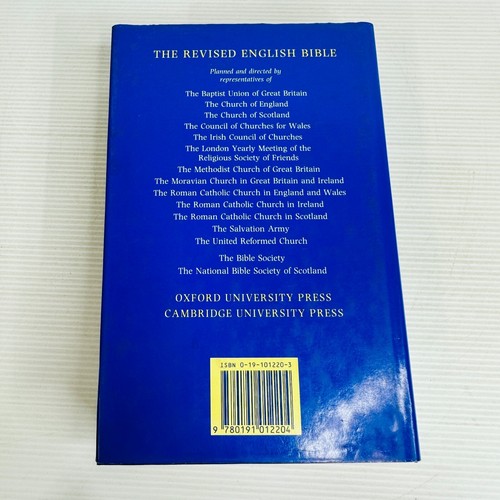 THE REVISED ENGLISH BIBLE
Planned and directed by
representatives of
The Baptist Union of Great Britain
The Church of England
The Church of Scotland
The Council of Churches for Wales
The Irish Council of Churches
The London Yearly Meeting of the
Religious Society of Friends
The Methodist Church of Great Britain
The Moravian Church in Great Britain and Ireland
The Roman Catholic Church in England and Wales
The Roman Catholic Church in Ireland
The Roman Catholic Church in Scotland
The Salvation Army
The United Reformed Church
The Bible Society
The National Bible Society of Scotland
OXFORD UNIVERSITY PRESS
CAMBRIDGE UNIVERSITY PRESS
ISBN 0-19-101220-3
9 780191 012204